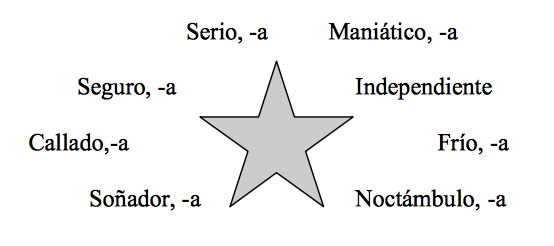 Serio, -a Maniático, -a
Seguro, -a Independiente
Callado,-a Frío, -a
Soñador, -a Noctámbulo, -a